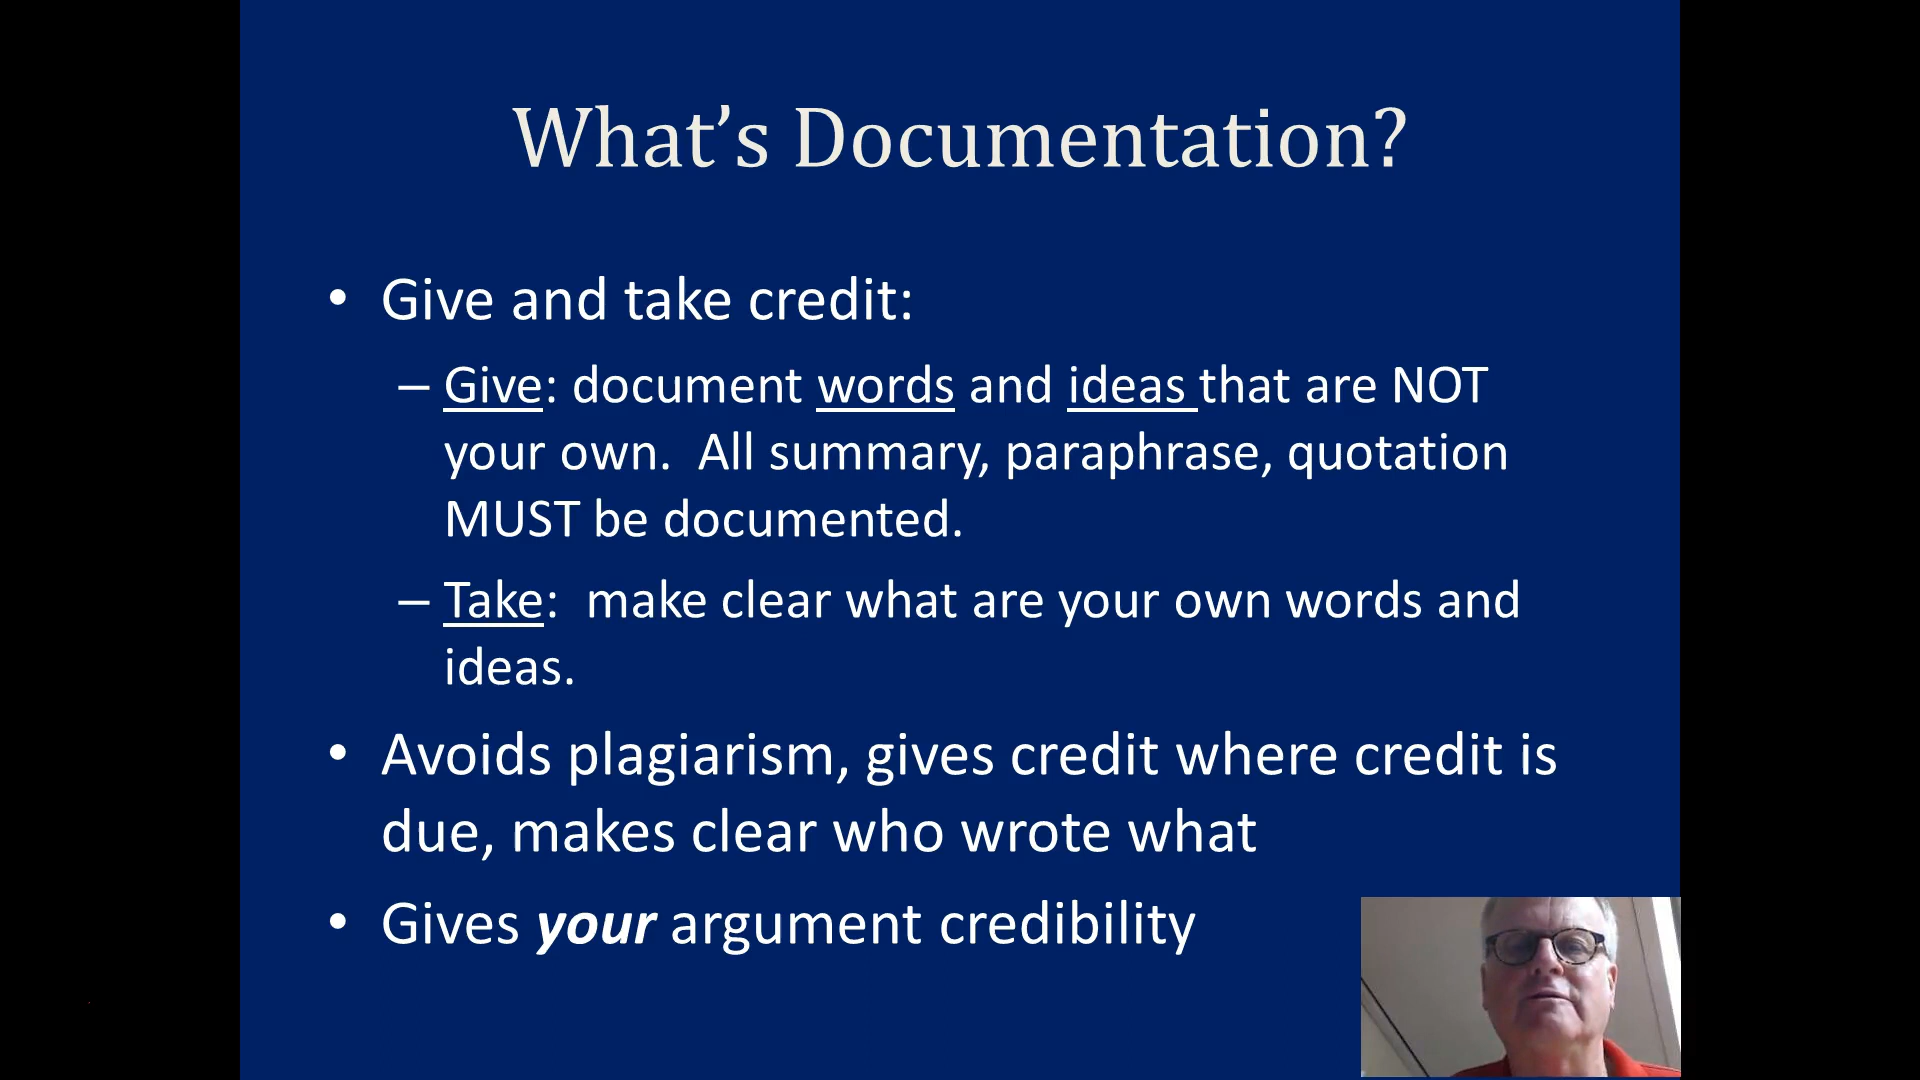 What’s Documentation?
• Give and take credit:
– Give: document words and ideas that are NOT
your own.  All summary, paraphrase, quotation
MUST be documented.
– Take:  make clear what are your own words and
ideas.
• Avoids plagiarism, gives credit where credit is
due, makes clear who wrote what
• Gives your argument credibility